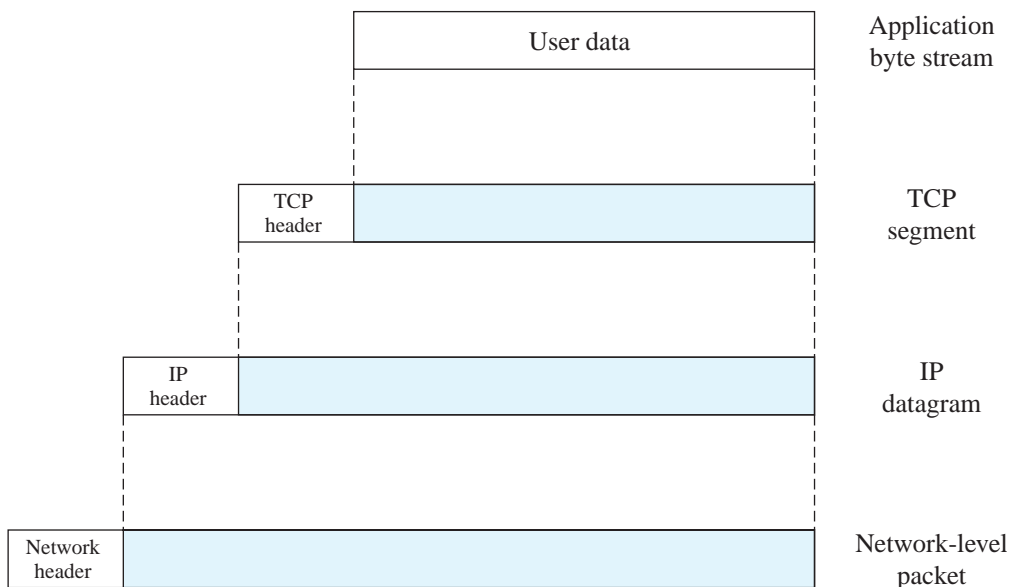 User data
Application
byte stream
TCP
header
TCP
segment
IP
header
IP
datagram
Network
header
Network-level
packet